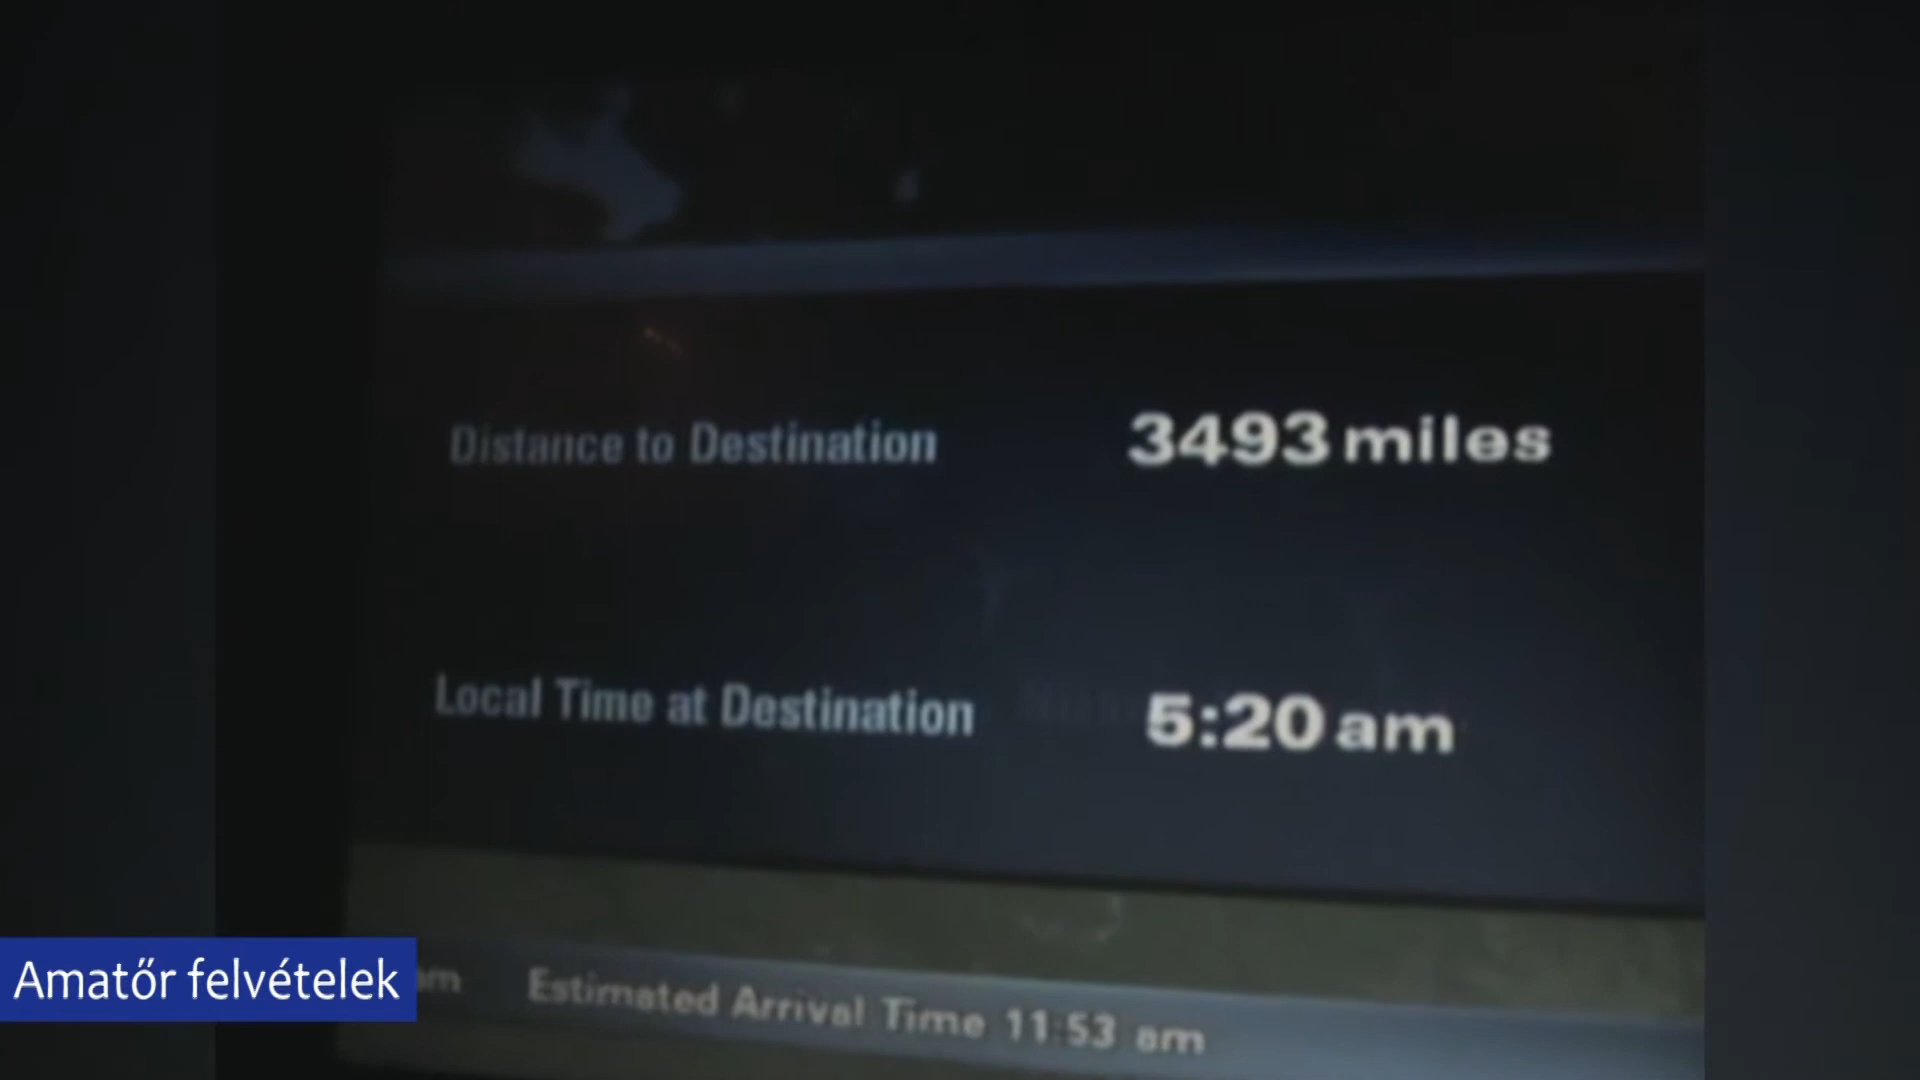 Distance to Destination 3493 miles
Local Time at Destination 5:20 am
am Estimated Arrival Time 11:53 am
Amatőr felvételek